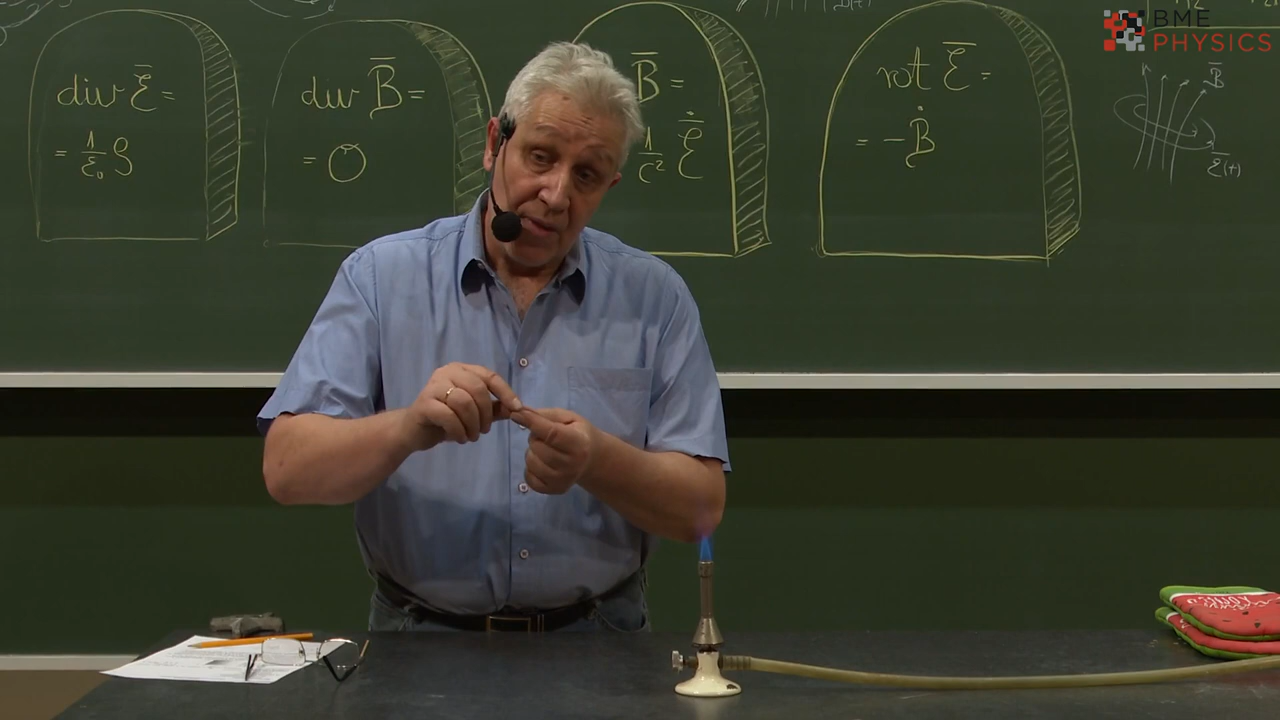 BME
PHYSICS
div E̅ =
= 1/ε₀ ρ
div B̅ =
= 0
B̅ =
1/c² E̅̇
rot E̅ =
= -Ḃ
B̅
E̅(t)